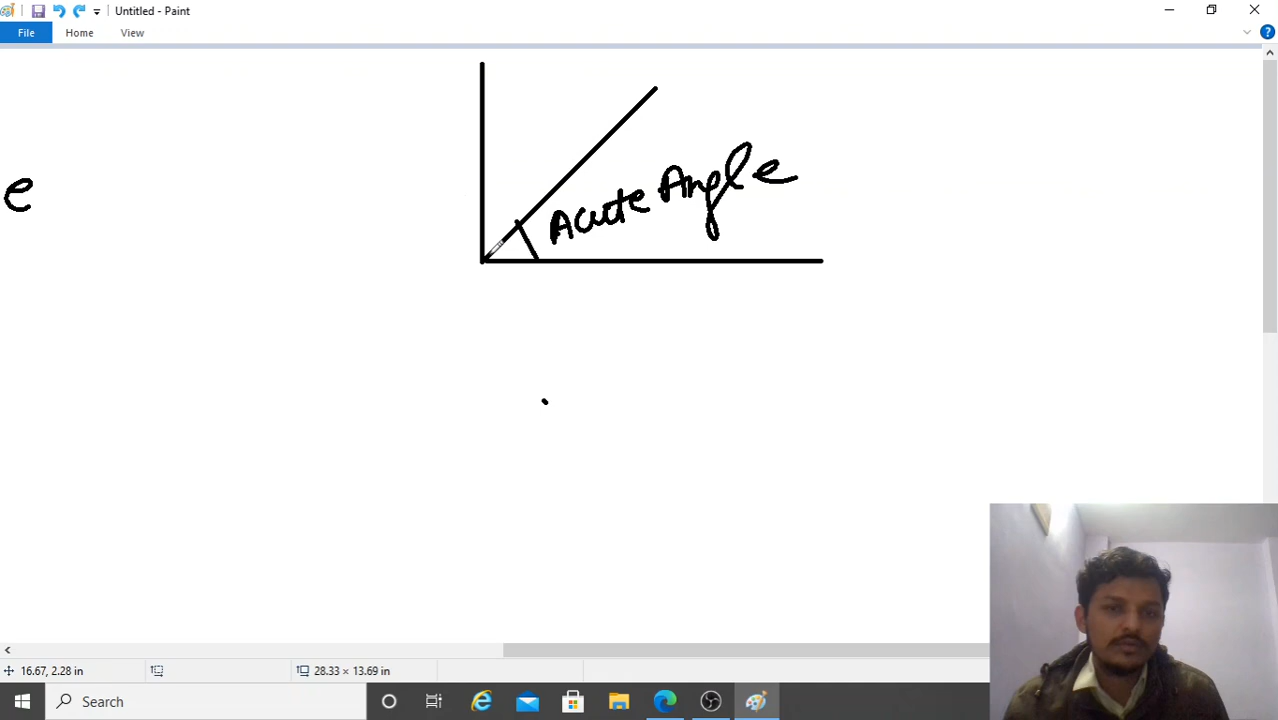 Untitled - Paint
File Home View
Acute Angle
e
16.67, 2.28 in
28.33 × 13.69 in
Search